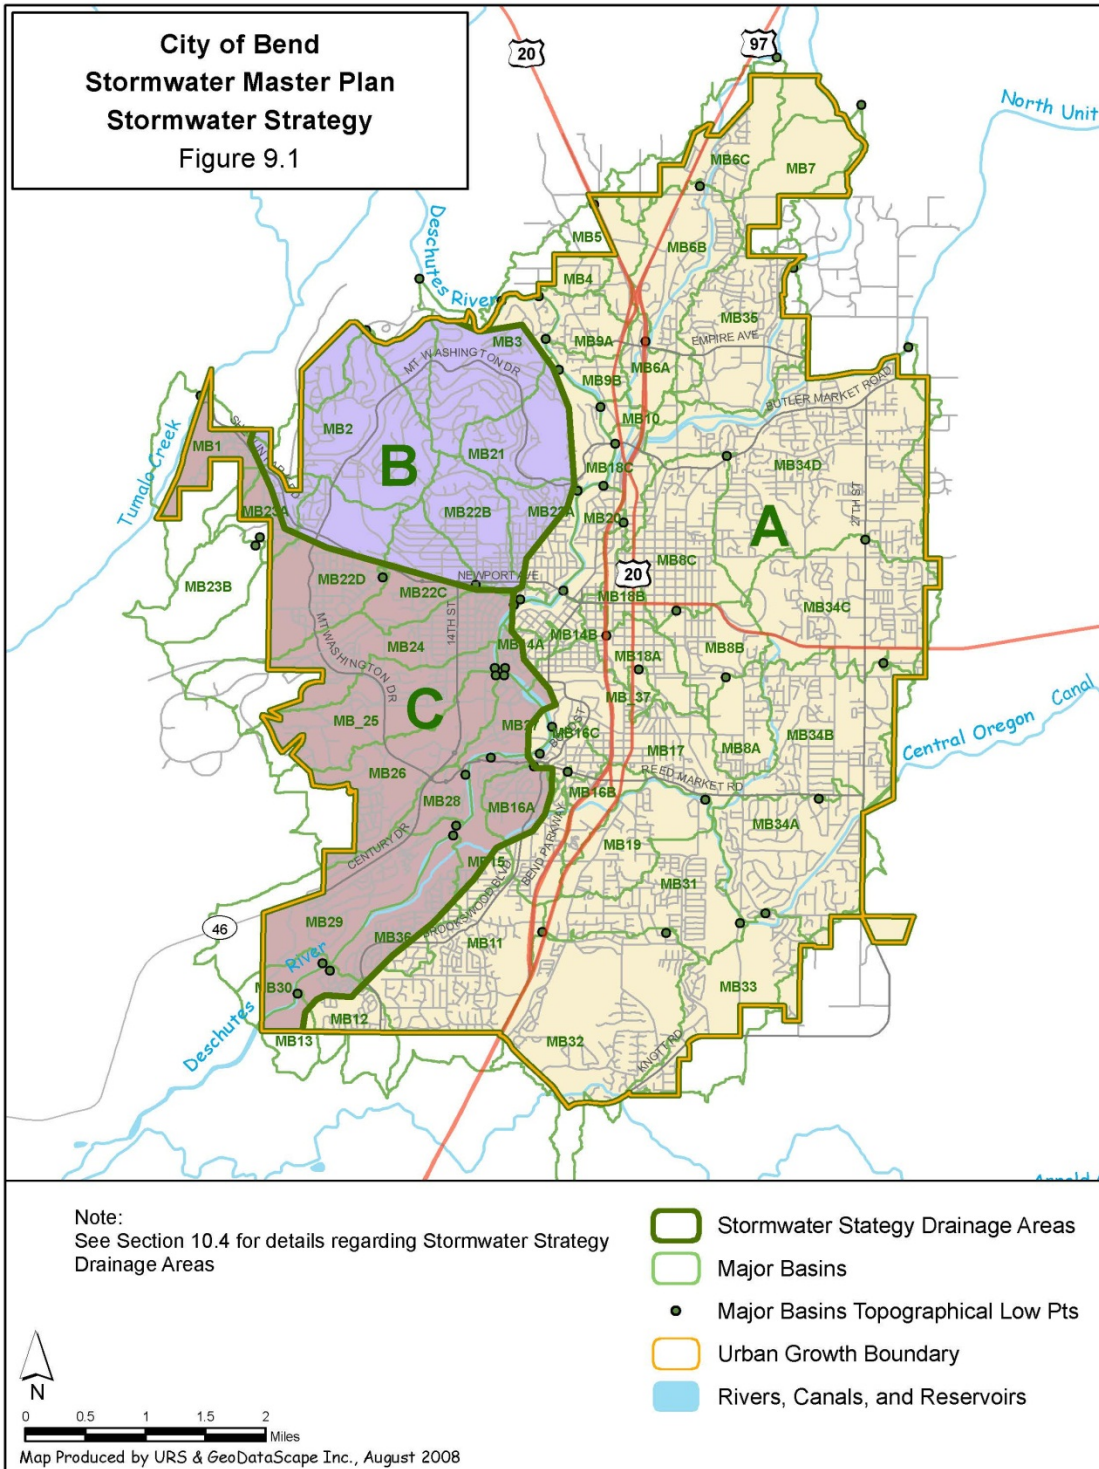 City of Bend
Stormwater Master Plan
Stormwater Strategy
Figure 9.1
20
97
North Unit
Deschutes River
MB6C
MB7
MB5
MB6B
MB4
MB35
MB3
MB9A
EMPIRE AVE
MT WASHINGTON DR
MB6A
MB9B
BUTLER MARKET ROAD
MB10
MB2
MB1
Tumalo Creek
B
MB21
MB18C
MB34D
MB23A
MB22B
MB22A
MB20
A
27TH ST
MB23B
MB22D
NEWPORT AVE
20
MB8C
MB22C
MB18B
MB34C
MT WASHINGTON DR
14TH ST
MB24
MB14A
MB14B
MB18A
MB8B
MB_37
C
MB_25
MB27
MB16C
MB17
MB8A
MB34B
Central Oregon Canal
MB26
REED MARKET RD
MB28
MB16A
MB16B
MB34A
CENTURY DR
BEND PARKWAY
MB19
MB15
BROOKSWOOD BLVD
MB31
46
MB29
MB36
MB11
River
MB30
MB33
MB12
Deschutes
MB13
MB32
KNOTT RD
Note:
See Section 10.4 for details regarding Stormwater Strategy
Drainage Areas
Stormwater Stategy Drainage Areas
Major Basins
Major Basins Topographical Low Pts
Urban Growth Boundary
Rivers, Canals, and Reservoirs
N
0 0.5 1 1.5 2
Miles
Map Produced by URS & GeoDataScape Inc., August 2008